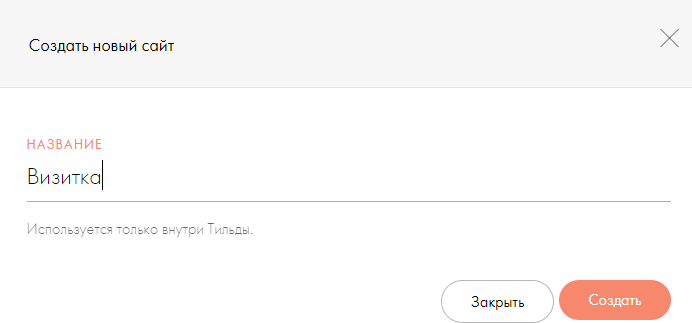 Создать новый сайт
НАЗВАНИЕ
Визитка
Используется только внутри Тильды.
Закрыть
Создать